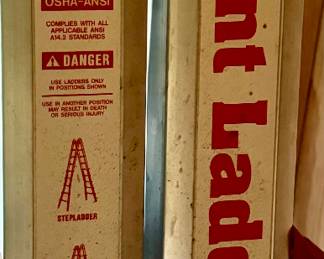 OSHA-ANSI
COMPLIES WITH ALL
APPLICABLE ANSI
A14.2 STANDARDS
DANGER
USE LADDERS ONLY
IN POSITIONS SHOWN
USE IN ANOTHER POSITION
MAY RESULT IN DEATH
OR SERIOUS INJURY
STEPLADDER
nt Ladde